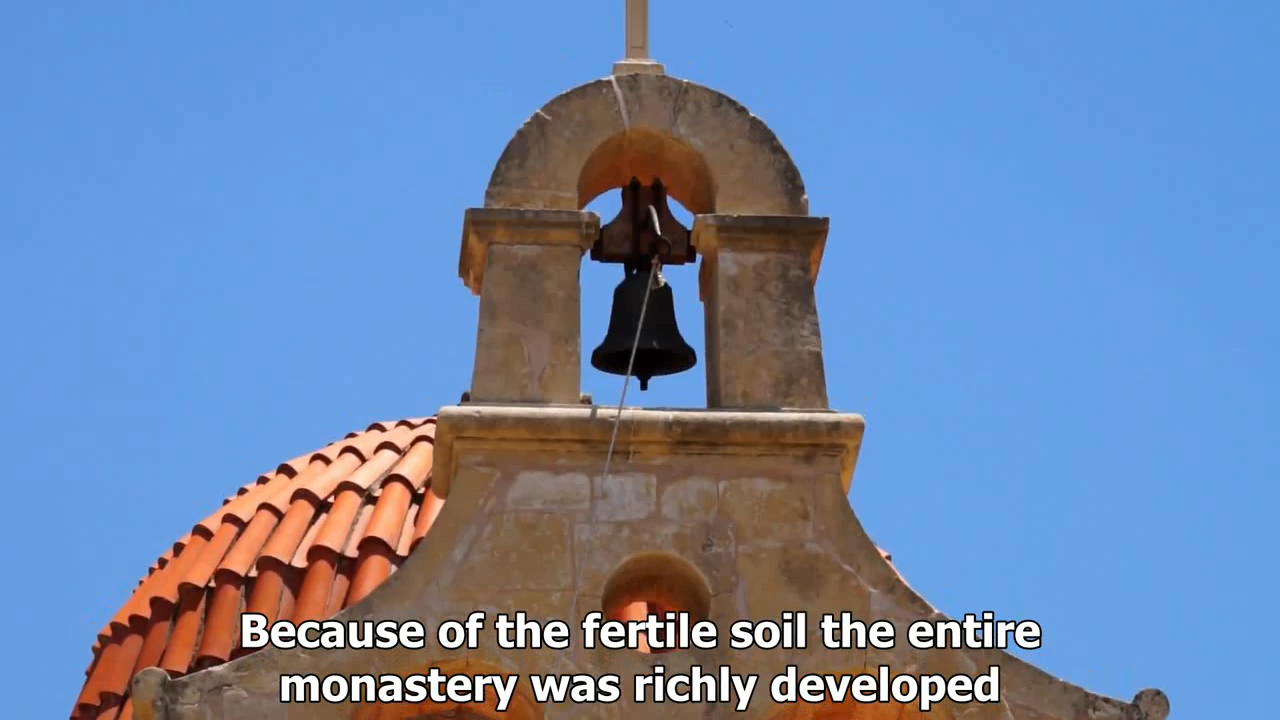 Because of the fertile soil the entire
monastery was richly developed